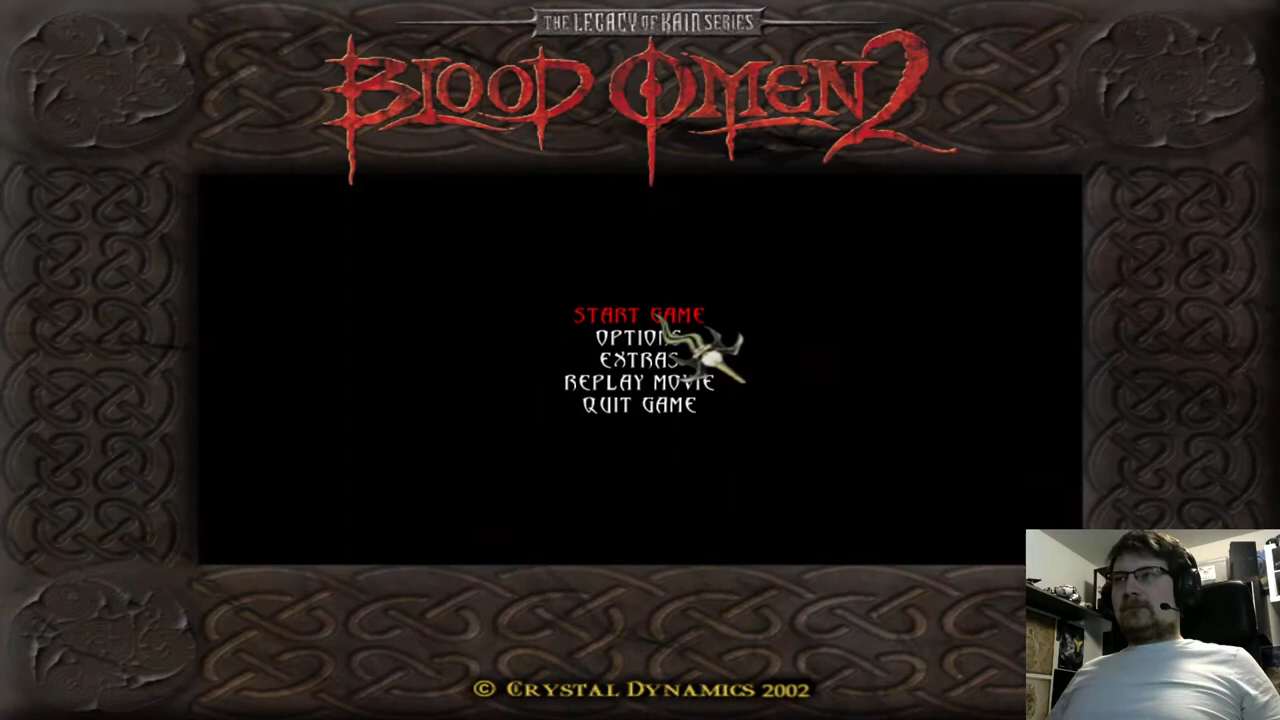 THE LEGACY OF KAIN SERIES
BLOOD OMEN 2
START GAME
OPTIONS
EXTRAS
REPLAY MOVIE
QUIT GAME
© CRYSTAL DYNAMICS 2002